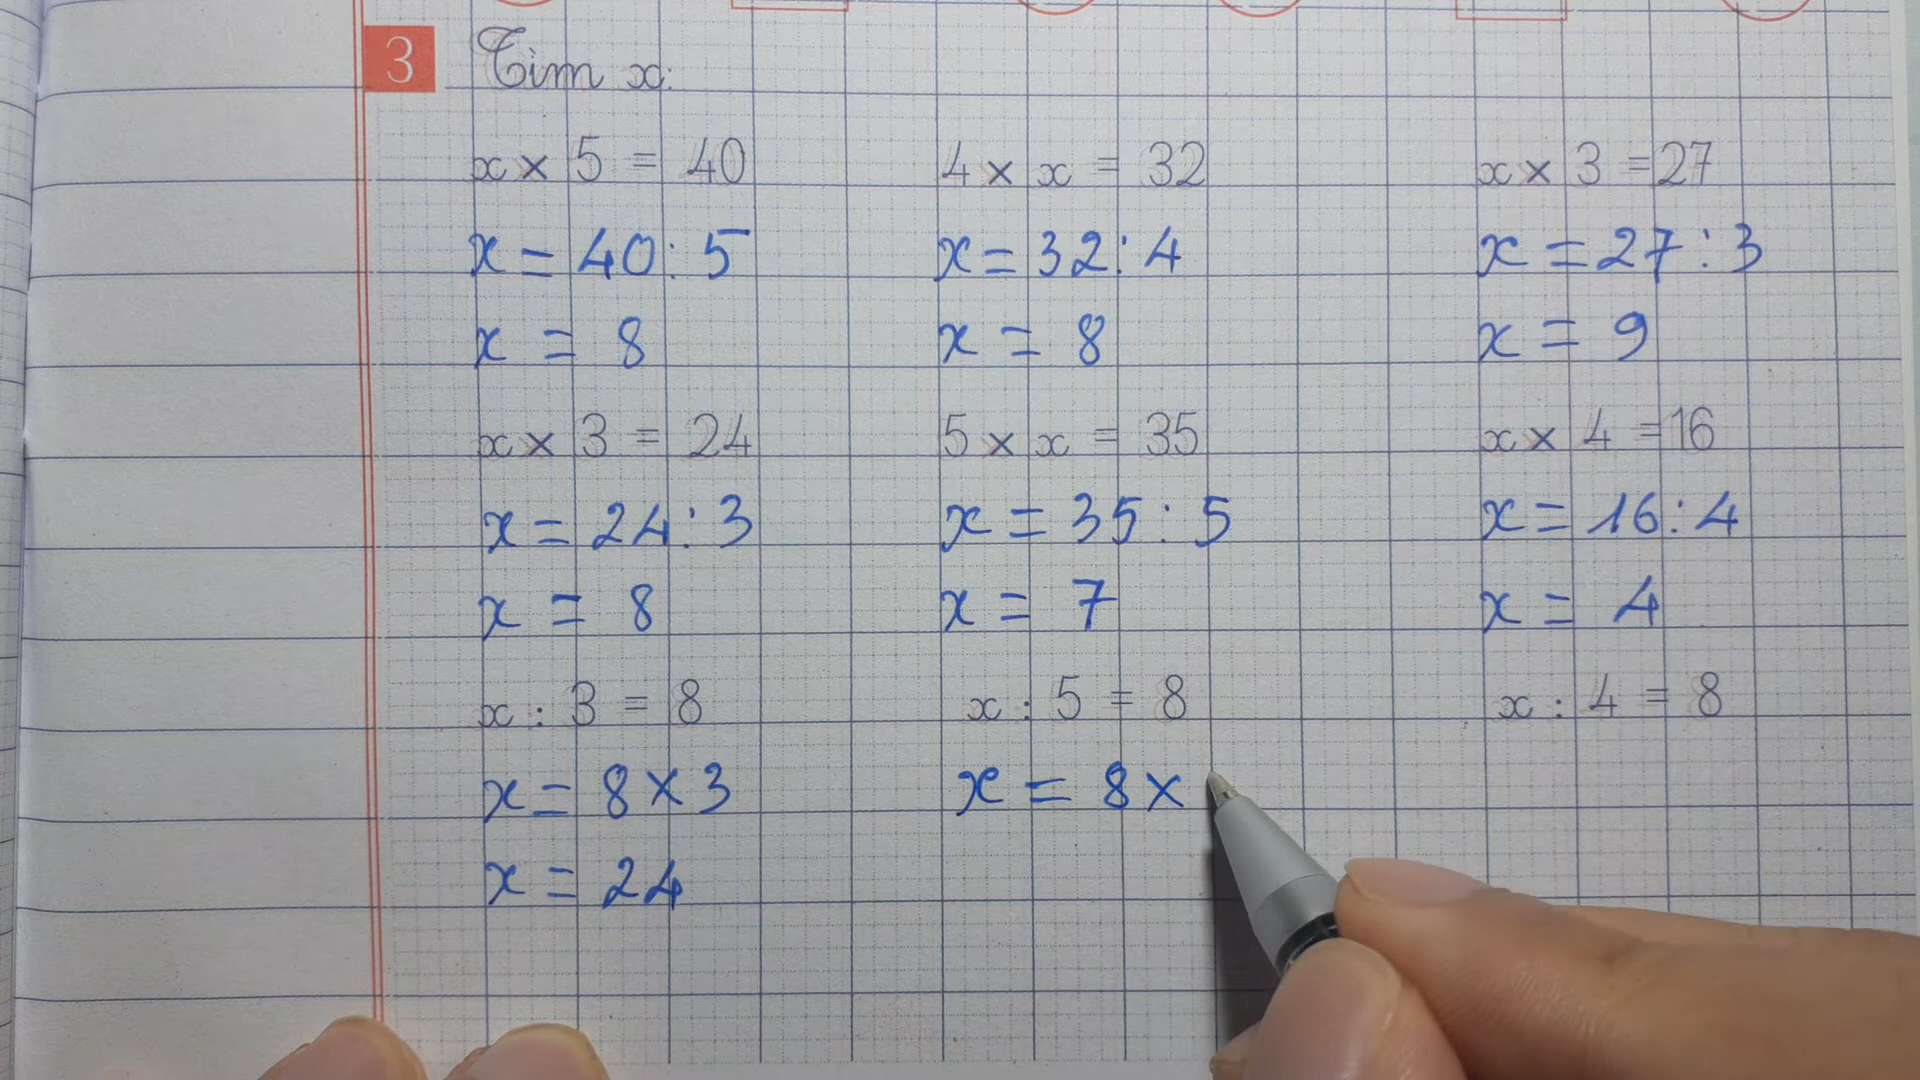 3 Tìm x:
x × 5 = 40 4 × x = 32 x × 3 = 27
x = 40 : 5 x = 32 : 4 x = 27 : 3
x = 8 x = 8 x = 9
x × 3 = 24 5 × x = 35 x × 4 = 16
x = 24 : 3 x = 35 : 5 x = 16 : 4
x = 8 x = 7 x = 4
x : 3 = 8 x : 5 = 8 x : 4 = 8
x = 8 × 3 x = 8 ×
x = 24